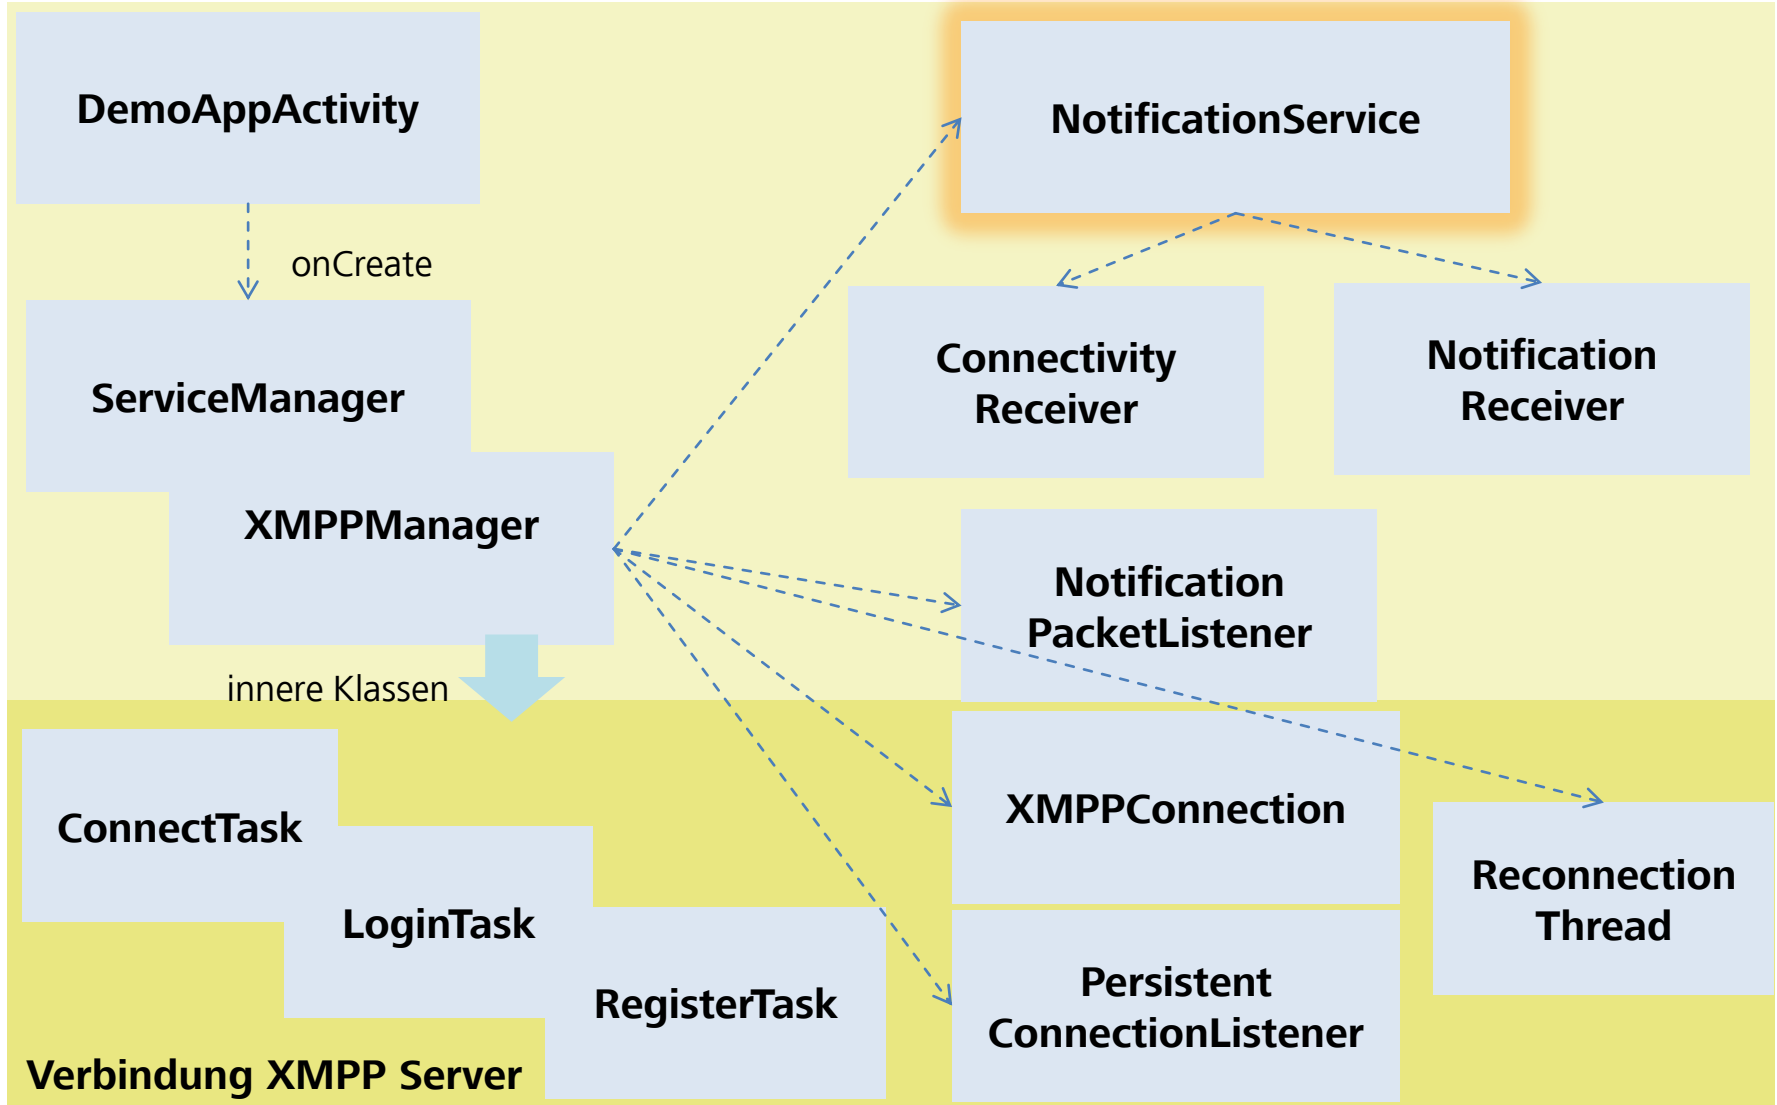 DemoAppActivity
NotificationService
onCreate
ServiceManager
Connectivity
Receiver
Notification
Receiver
XMPPManager
Notification
PacketListener
innere Klassen
ConnectTask
XMPPConnection
LoginTask
Reconnection
Thread
RegisterTask
Persistent
ConnectionListener
Verbindung XMPP Server